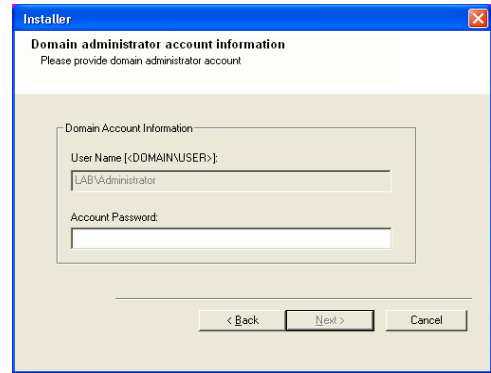 Installer
Domain administrator account information
Please provide domain administrator account
Domain Account Information
User Name [<DOMAIN\USER>]:
LAB\Administrator
Account Password:
< Back
Next >
Cancel